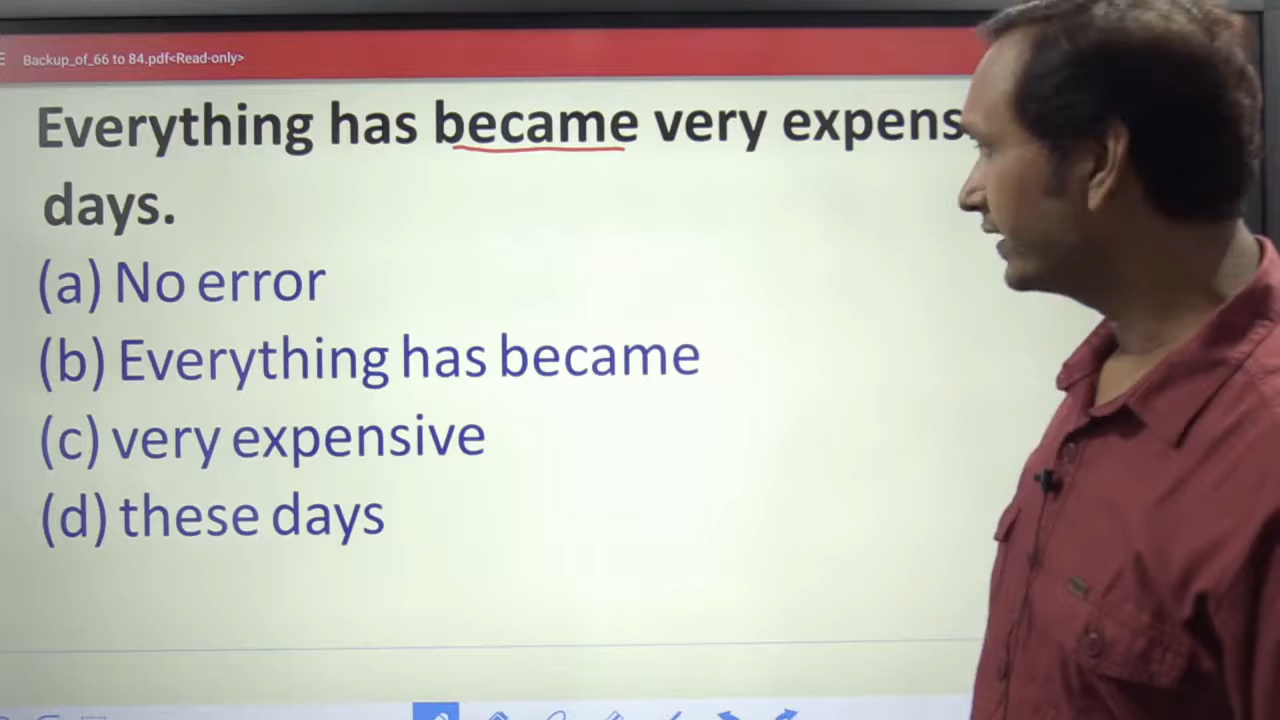 Backup_of_66 to 84.pdf<Read-only>
Everything has became very
days.
(a) No error
(b) Everything has became
(c) very expensive
(d) these days